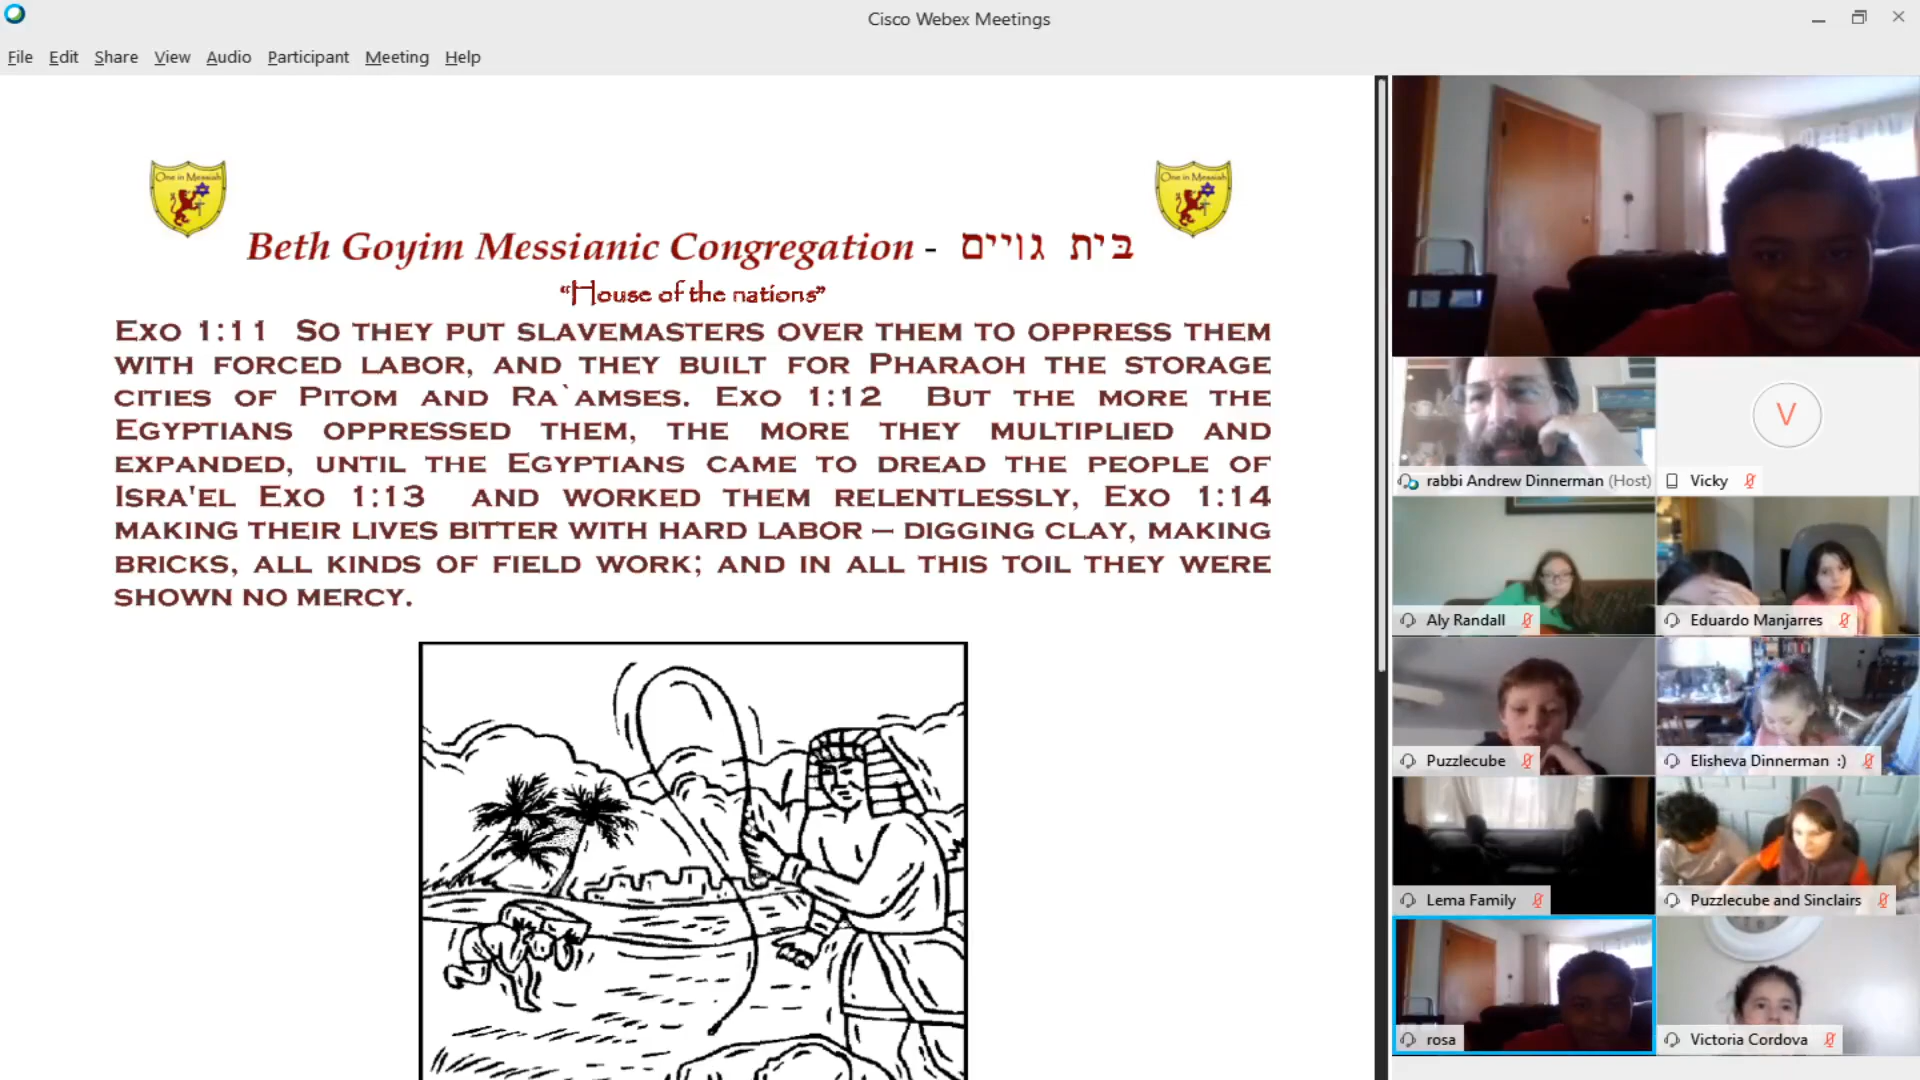 Cisco Webex Meetings
File Edit Share View Audio Participant Meeting Help
One in Messiah
One in Messiah
Beth Goyim Messianic Congregation - בית גויים
“House of the nations”
Exo 1:11 So they put slavemasters over them to oppress them
with forced labor, and they built for Pharaoh the storage
cities of Pitom and Ra`amses. Exo 1:12 But the more the
Egyptians oppressed them, the more they multiplied and
expanded, until the Egyptians came to dread the people of
Isra'el Exo 1:13 and worked them relentlessly, Exo 1:14
making their lives bitter with hard labor — digging clay, making
bricks, all kinds of field work; and in all this toil they were
shown no mercy.
rabbi Andrew Dinnerman (Host)
V
Vicky
Aly Randall
Eduardo Manjarres
Puzzlecube
Elisheva Dinnerman :)
Lema Family
Puzzlecube and Sinclairs
rosa
Victoria Cordova